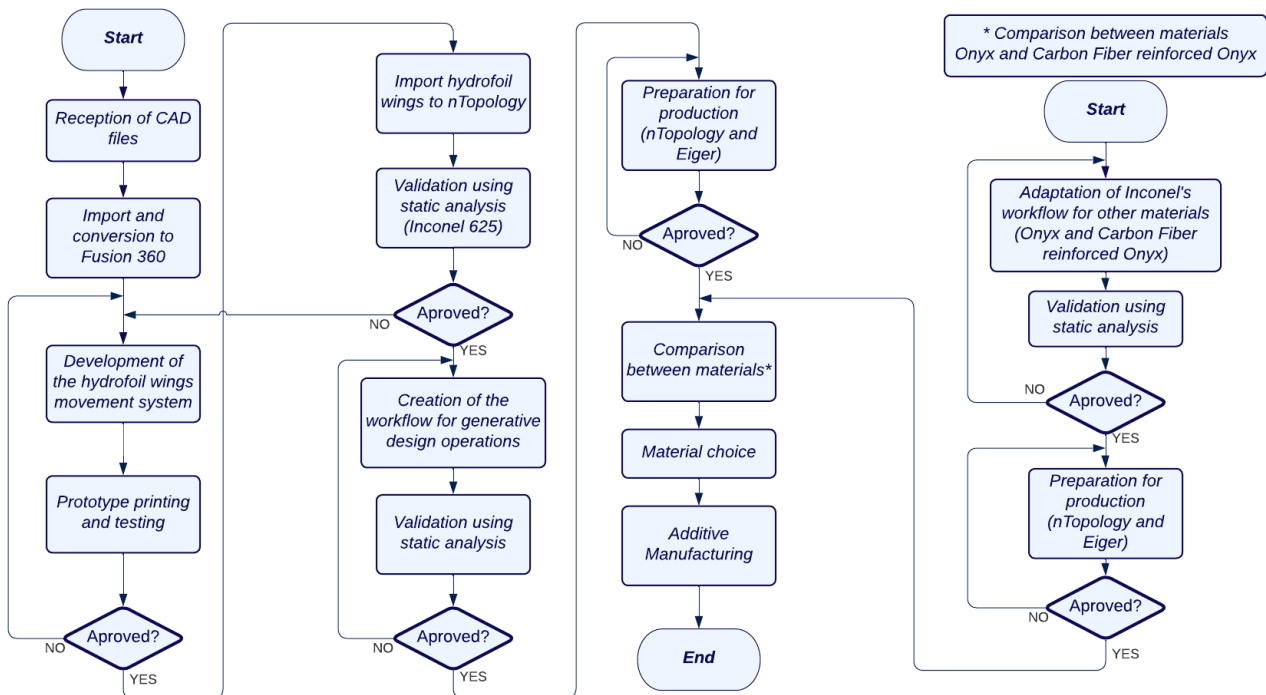 Start
Reception of CAD
files
Import and
conversion to
Fusion 360
Development of
the hydrofoil wings
movement system
Prototype printing
and testing
Aproved?
NO
YES
Import hydrofoil
wings to nTopology
Validation using
static analysis
(Inconel 625)
Aproved?
NO
YES
Creation of the
workflow for generative
design operations
Validation using
static analysis
Aproved?
NO
YES
Preparation for
production
(nTopology and
Eiger)
Aproved?
NO
YES
Comparison
between materials*
Material choice
Additive
Manufacturing
End
* Comparison between materials
Onyx and Carbon Fiber reinforced Onyx
Start
Adaptation of Inconel's
workflow for other materials
(Onyx and Carbon Fiber
reinforced Onyx)
Validation using
static analysis
Aproved?
NO
YES
Preparation for
production
(nTopology and
Eiger)
Aproved?
NO
YES